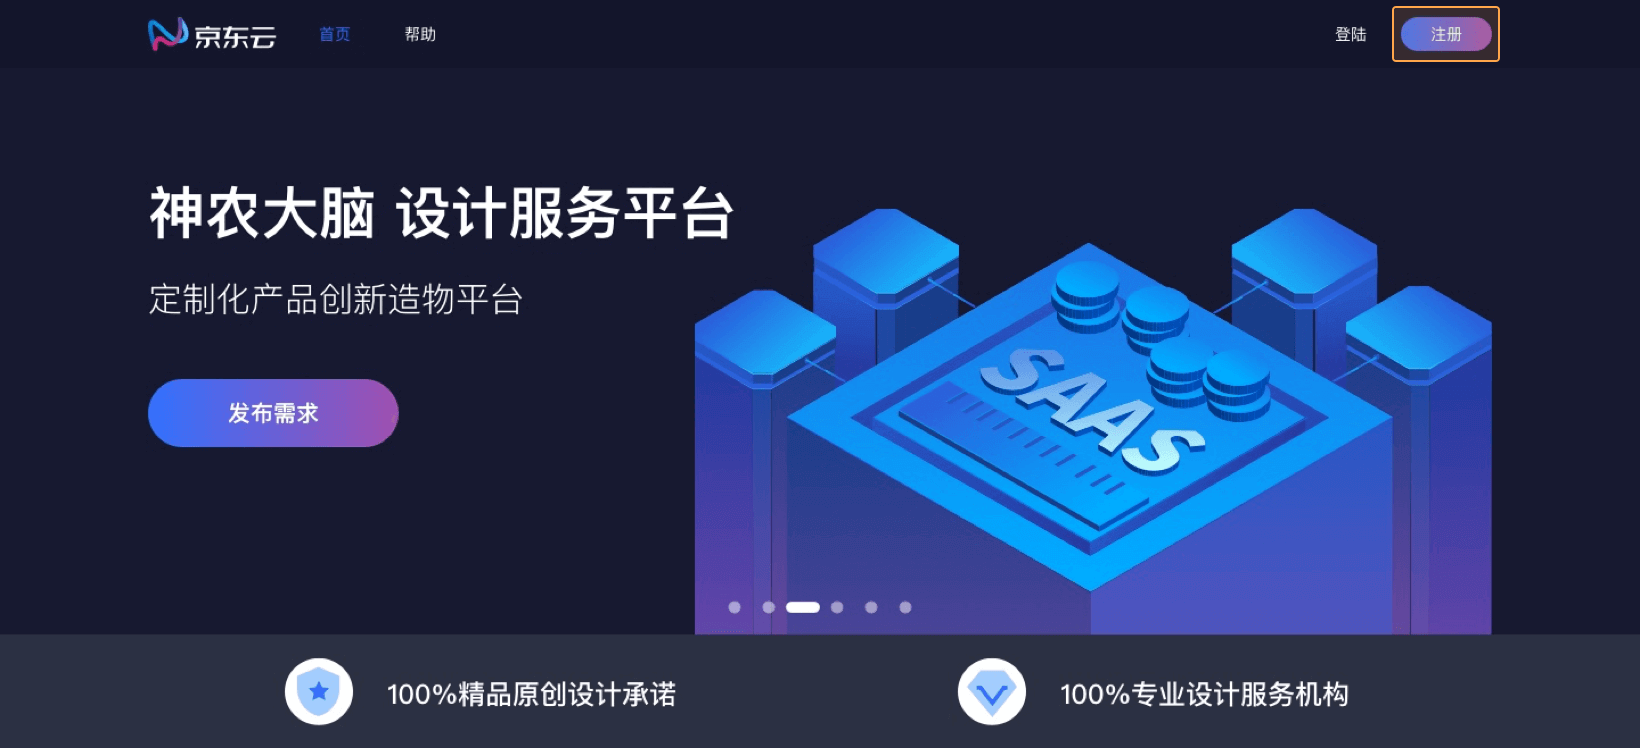 京东云
首页
帮助
登陆
注册
神农大脑 设计服务平台
定制化产品创新造物平台
发布需求
SAAS
100%精品原创设计承诺
100%专业设计服务机构